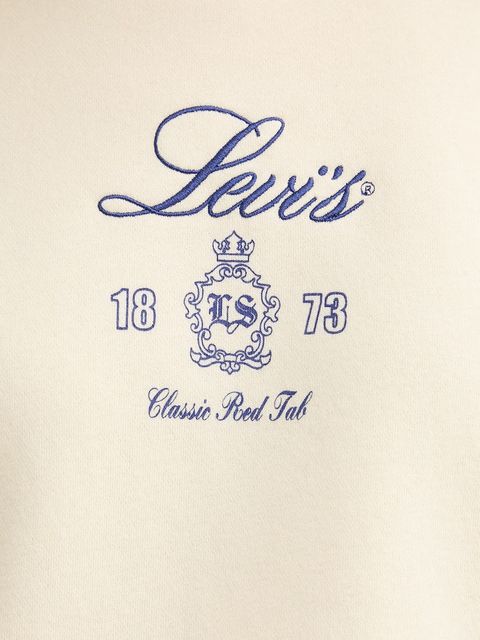 Levi's®
18 LS 73
Classic Red Tab